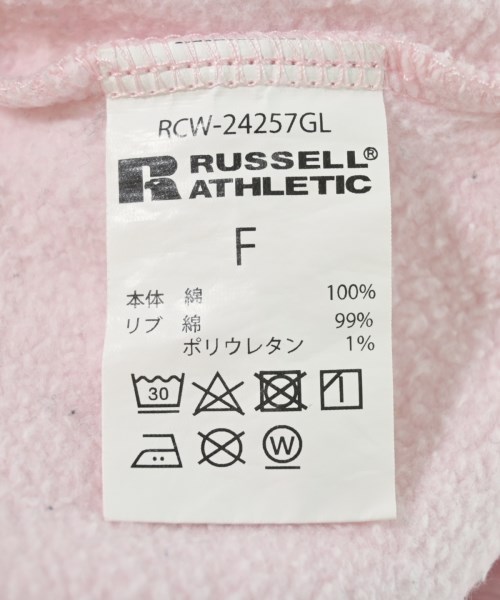 RCW-24257GL
RUSSELL®
ATHLETIC
F
本体 綿 100%
リブ 綿 99%
ポリウレタン 1%
30
W